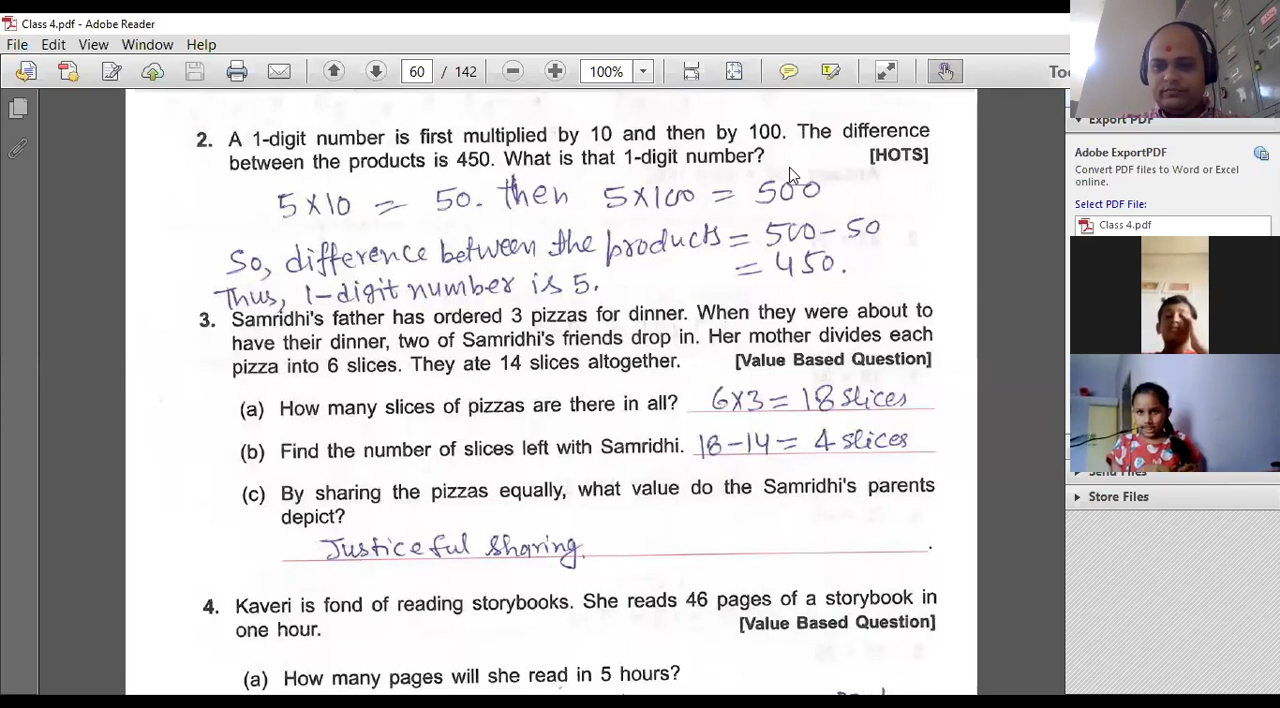 Class 4.pdf - Adobe Reader
File Edit View Window Help
60 / 142 100% Too
2. A 1-digit number is first multiplied by 10 and then by 100. The difference
between the products is 450. What is that 1-digit number? [HOTS]
5 × 10 = 50. then 5×100 = 500
So, difference between the products = 500 - 50
= 450.
Thus, 1-digit number is 5.
3. Samridhi's father has ordered 3 pizzas for dinner. When they were about to
have their dinner, two of Samridhi's friends drop in. Her mother divides each
pizza into 6 slices. They ate 14 slices altogether. [Value Based Question]
(a) How many slices of pizzas are there in all? 6×3 = 18 slices
(b) Find the number of slices left with Samridhi. 18-14 = 4 slices
(c) By sharing the pizzas equally, what value do the Samridhi's parents
depict?
Justiceful sharing.
4. Kaveri is fond of reading storybooks. She reads 46 pages of a storybook in
one hour. [Value Based Question]
(a) How many pages will she read in 5 hours?
Export PDF
Adobe ExportPDF
Convert PDF files to Word or Excel
online.
Select PDF File:
Class 4.pdf
Send Files
Store Files